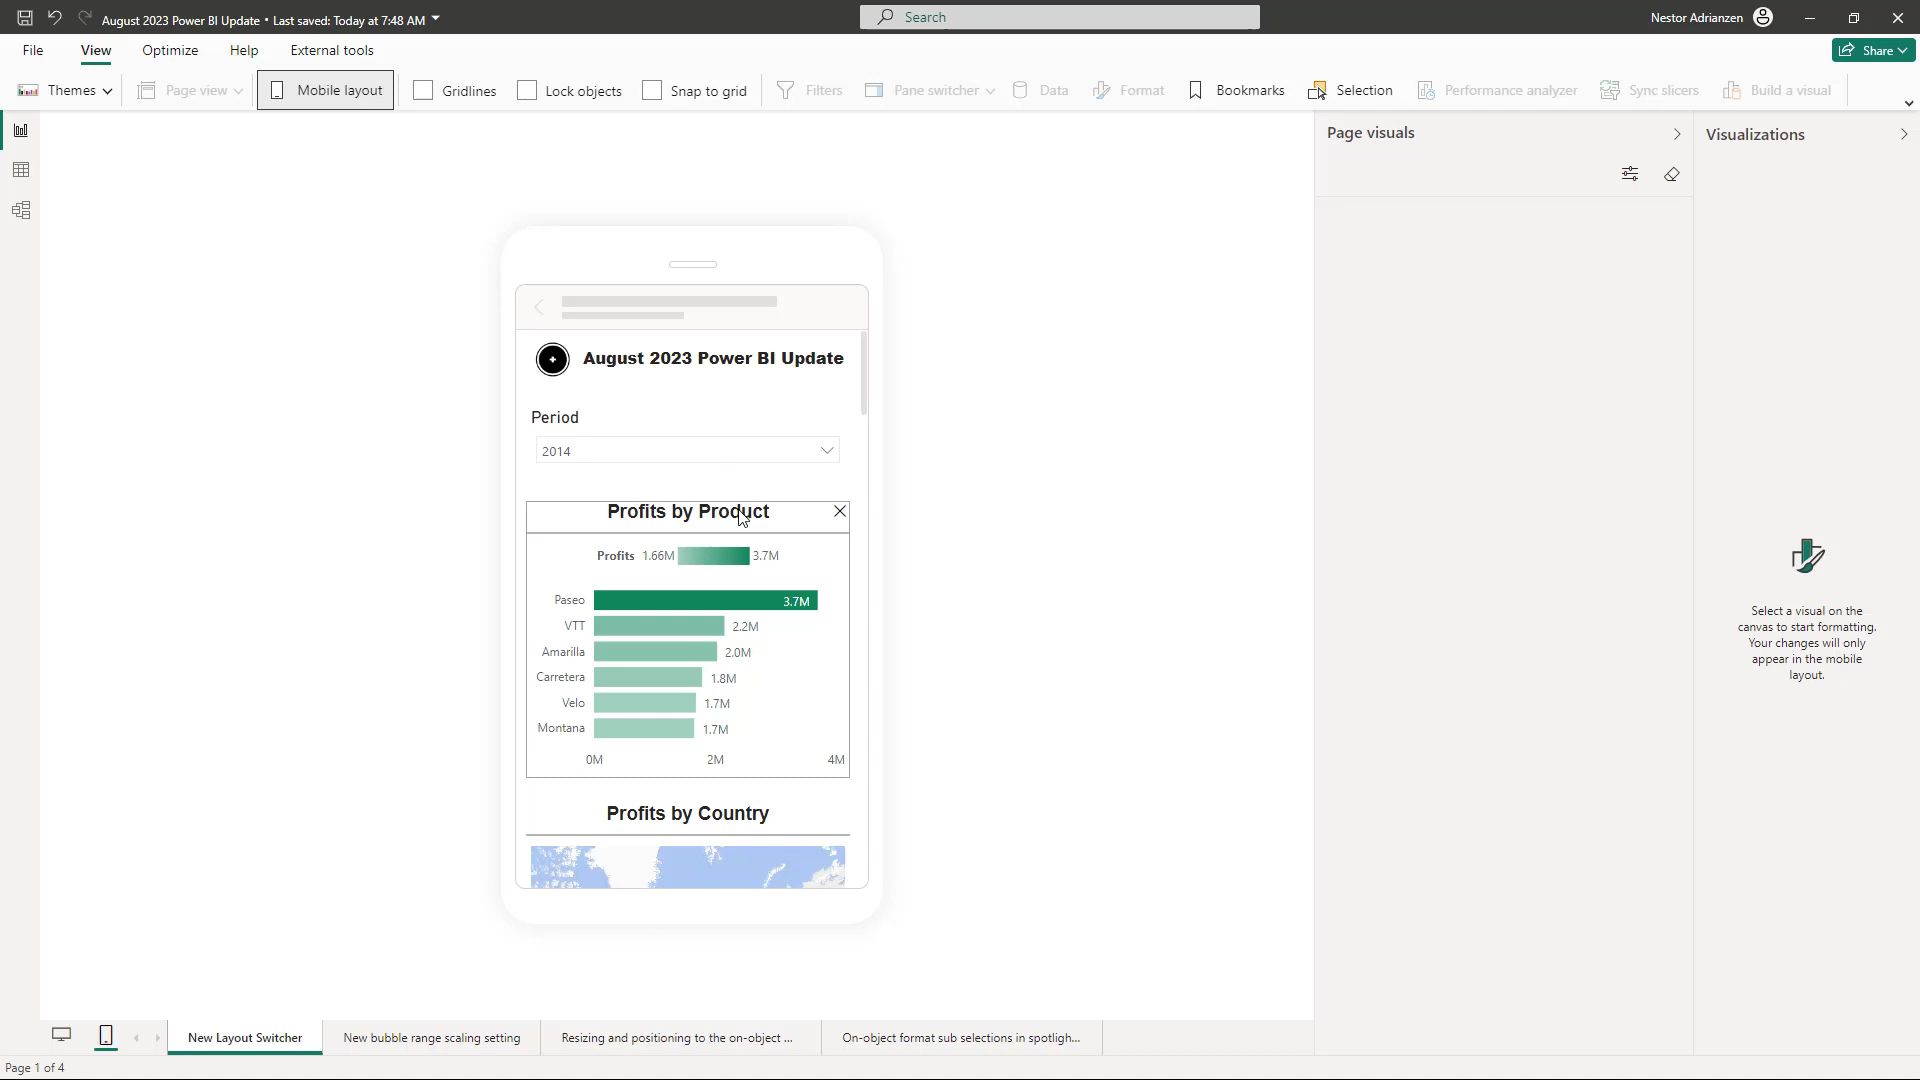 August 2023 Power BI Update • Last saved: Today at 7:48 AM
Search
Nestor Adrianzen
File
View
Optimize
Help
External tools
Share
Themes
Page view
Mobile layout
Gridlines
Lock objects
Snap to grid
Filters
Pane switcher
Data
Format
Bookmarks
Selection
Performance analyzer
Sync slicers
Build a visual
Page visuals
Visualizations
August 2023 Power BI Update
Period
2014
Profits by Product
Profits 1.66M 3.7M
Paseo 3.7M
VTT 2.2M
Amarilla 2.0M
Carretera 1.8M
Velo 1.7M
Montana 1.7M
0M 2M 4M
Profits by Country
Select a visual on the
canvas to start formatting.
Your changes will only
appear in the mobile
layout.
New Layout Switcher
New bubble range scaling setting
Resizing and positioning to the on-object ...
On-object format sub selections in spotligh...
Page 1 of 4